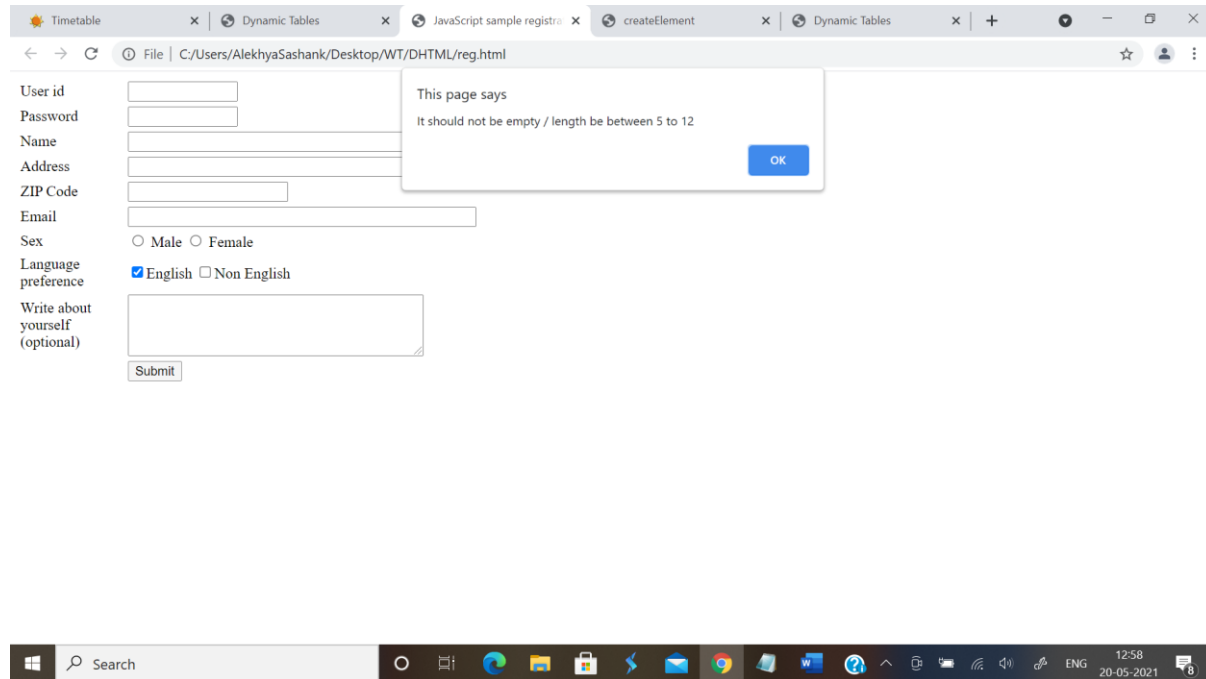 Timetable
Dynamic Tables
JavaScript sample registra
createElement
Dynamic Tables
File | C:/Users/AlekhyaSashank/Desktop/WT/DHTML/reg.html
This page says
It should not be empty / length be between 5 to 12
OK
User id
Password
Name
Address
ZIP Code
Email
Sex
Male Female
Language
preference
English Non English
Write about
yourself
(optional)
Submit
Search
ENG
12:58
20-05-2021
8